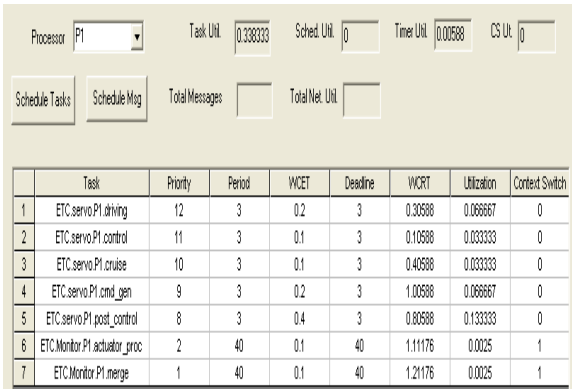 Processor P1 Task Util. 0.338333 Sched. Util. 0 Timer Util. 0.00588 CS Ut. 0
Schedule Tasks Schedule Msg Total Messages Total Net. Util.
Task Priority Period WCET Deadline WCRT Utilization Context Switch
1 ETC.servo.P1.driving 12 3 0.2 3 0.30588 0.066667 0
2 ETC.servo.P1.control 11 3 0.1 3 0.10588 0.033333 0
3 ETC.servo.P1.cruise 10 3 0.1 3 0.40588 0.033333 0
4 ETC.servo.P1.cmd_gen 9 3 0.2 3 1.00588 0.066667 0
5 ETC.servo.P1.post_control 8 3 0.4 3 0.80588 0.133333 0
6 ETC.Monitor.P1.actuator_proc 2 40 0.1 40 1.11176 0.0025 1
7 ETC.Monitor.P1.merge 1 40 0.1 40 1.21176 0.0025 1